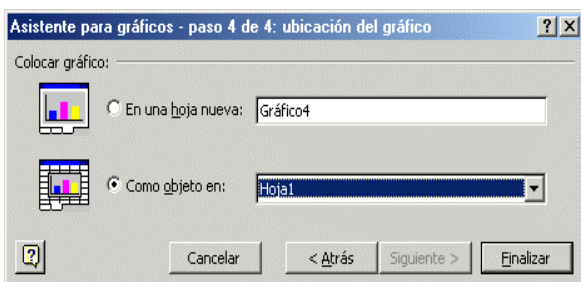 Asistente para gráficos - paso 4 de 4: ubicación del gráfico
Colocar gráfico:
En una hoja nueva: Gráfico4
Como objeto en: Hoja1
Cancelar < Atrás Siguiente > Finalizar